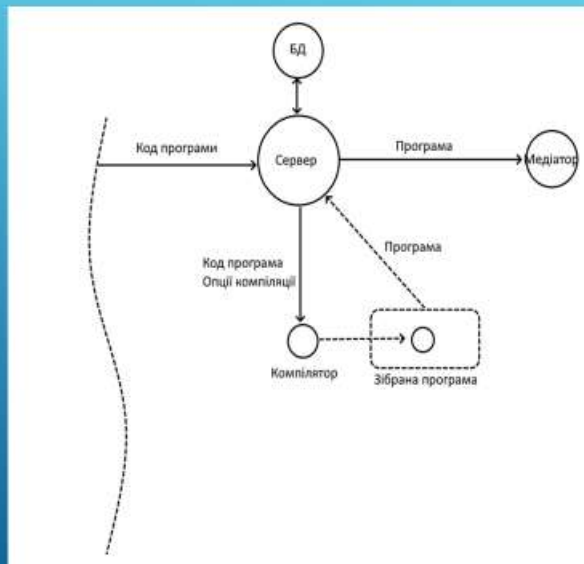 БД
Код програми
Сервер
Програма
Медіатор
Програма
Код програма
Опції компіляції
Компілятор
Зібрана програма